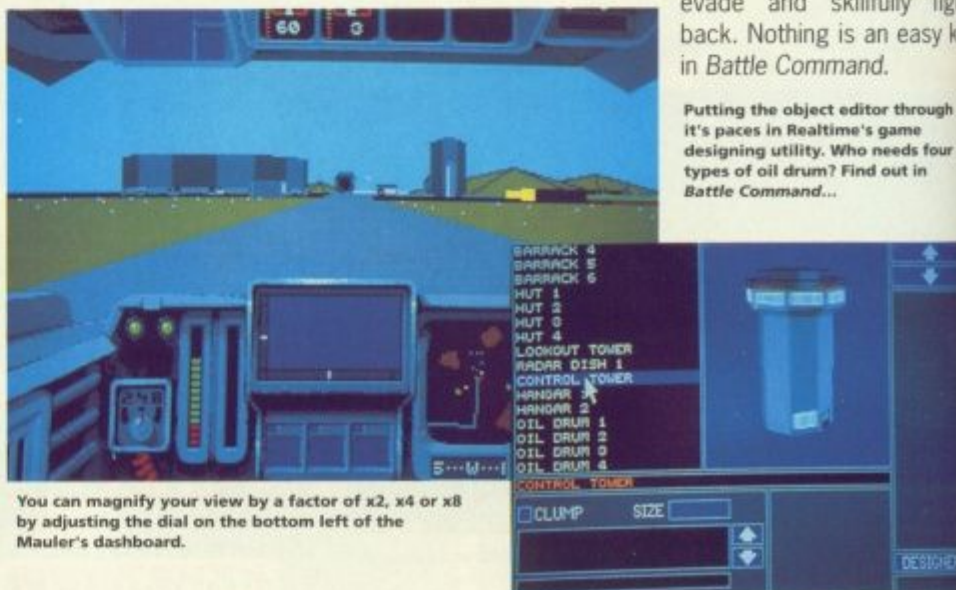 evade and skillfully
back. Nothing is an easy
in Battle Command.
Putting the object editor through
it's paces in Realtime's game
designing utility. Who needs four
types of oil drum? Find out in
Battle Command...
60 3
248
S···W···
You can magnify your view by a factor of x2, x4 or x8
by adjusting the dial on the bottom left of the
Mauler's dashboard.
BARRACK 4
BARRACK 5
BARRACK 6
HUT 1
HUT 2
HUT 3
HUT 4
LOOKOUT TOWER
RADAR DISH 1
CONTROL TOWER
HANGAR
HANGAR 2
OIL DRUM 1
OIL DRUM 2
OIL DRUM 3
OIL DRUM 4
CONTROL TOWER
CLUMP SIZE